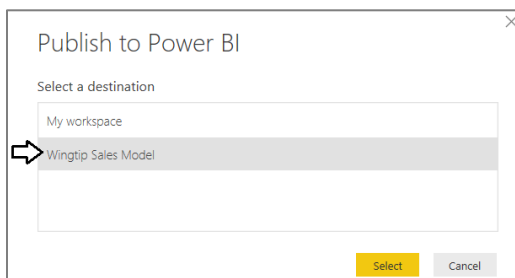 Publish to Power BI
Select a destination
My workspace
Wingtip Sales Model
Select Cancel